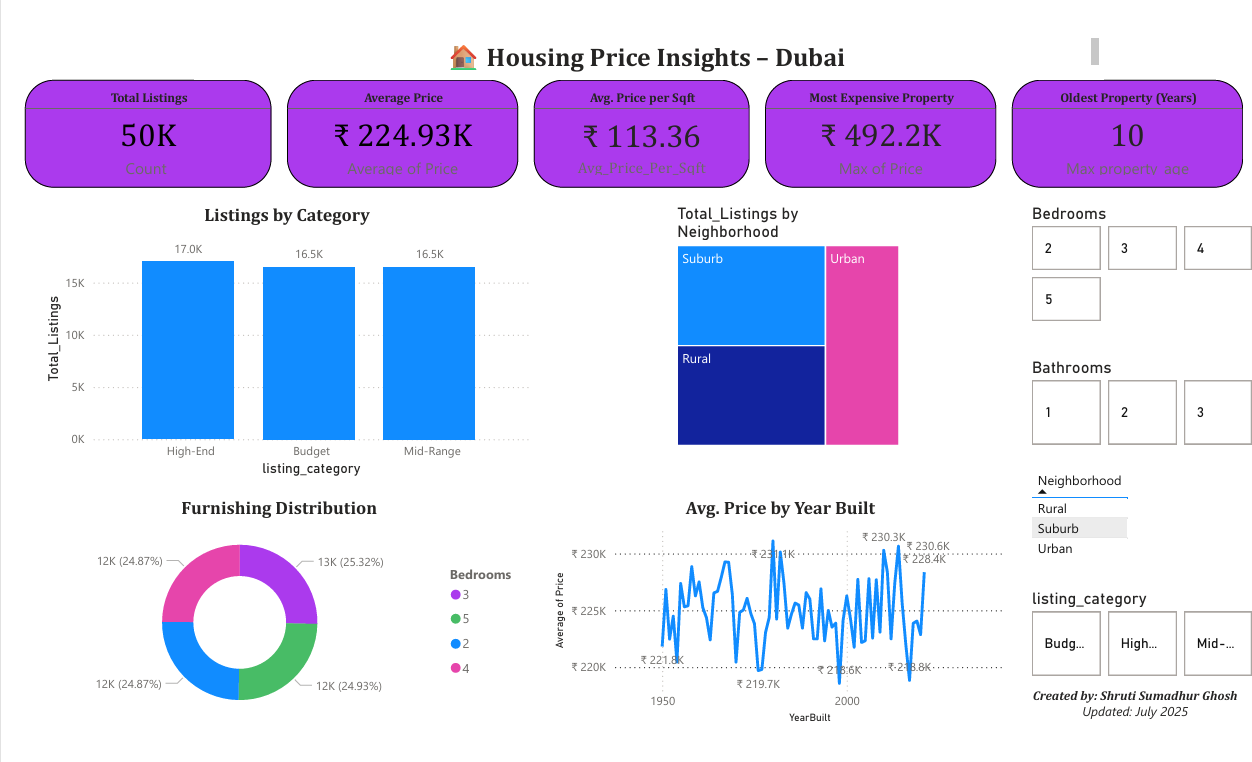 🏠 Housing Price Insights – Dubai
Total Listings
50K
Count
Average Price
₹ 224.93K
Average of Price
Avg. Price per Sqft
₹ 113.36
Avg_Price_Per_Sqft
Most Expensive Property
₹ 492.2K
Max of Price
Oldest Property (Years)
10
Max property_age
Listings by Category
Total_Listings
15K
10K
5K
0K
17.0K
16.5K
16.5K
High-End
Budget
Mid-Range
listing_category
Total_Listings by
Neighborhood
Suburb
Urban
Rural
Bedrooms
2
3
4
5
Bathrooms
1
2
3
Neighborhood
Rural
Suburb
Urban
listing_category
Budg...
High...
Mid-...
Created by: Shruti Sumadhur Ghosh
Updated: July 2025
Furnishing Distribution
12K (24.87%)
13K (25.32%)
12K (24.87%)
12K (24.93%)
Bedrooms
3
5
2
4
Avg. Price by Year Built
Average of Price
₹ 230K
₹ 225K
₹ 220K
₹ 221.8K
₹ 219.7K
₹ 231.1K
₹ 218.6K
₹ 230.3K
₹ 230.6K
₹ 228.4K
₹ 218.8K
1950
2000
YearBuilt